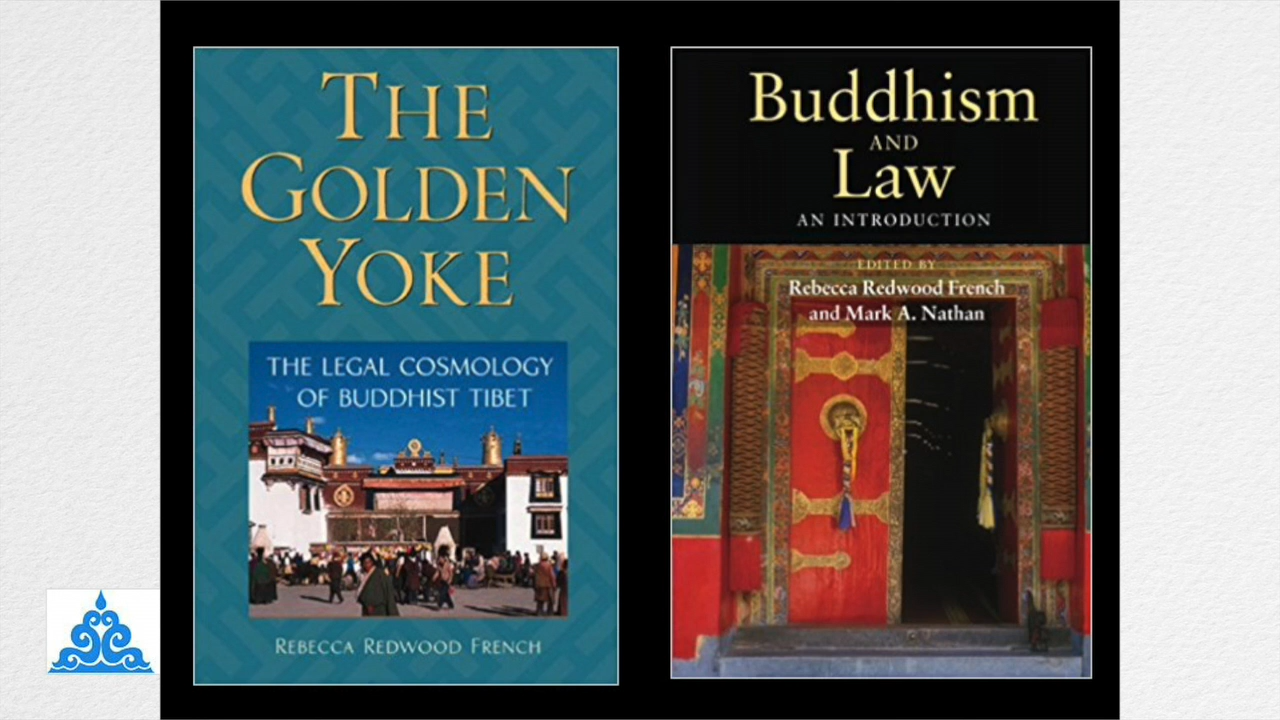 THE
GOLDEN
YOKE
THE LEGAL COSMOLOGY
OF BUDDHIST TIBET
REBECCA REDWOOD FRENCH
Buddhism
AND
Law
AN INTRODUCTION
EDITED BY
Rebecca Redwood French
and Mark A. Nathan